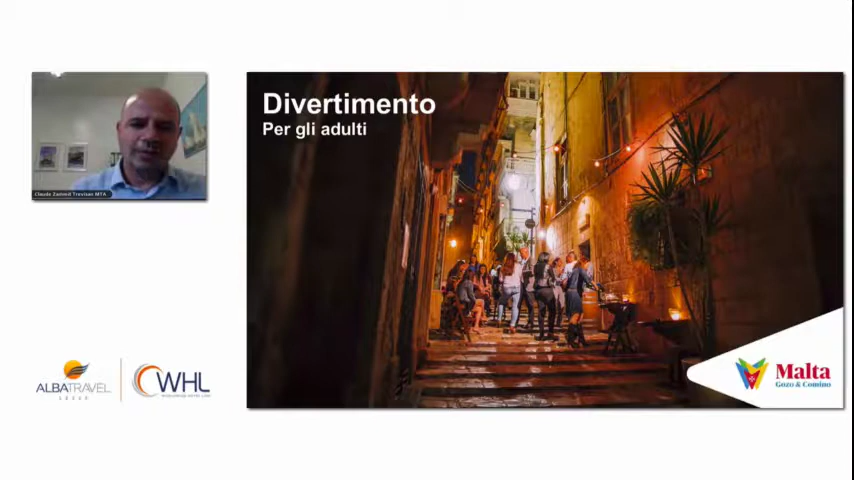 Divertimento
Per gli adulti
Claude Zammit Trevisan MTA
ALBATRAVEL
WHL
Malta
Gozo & Comino